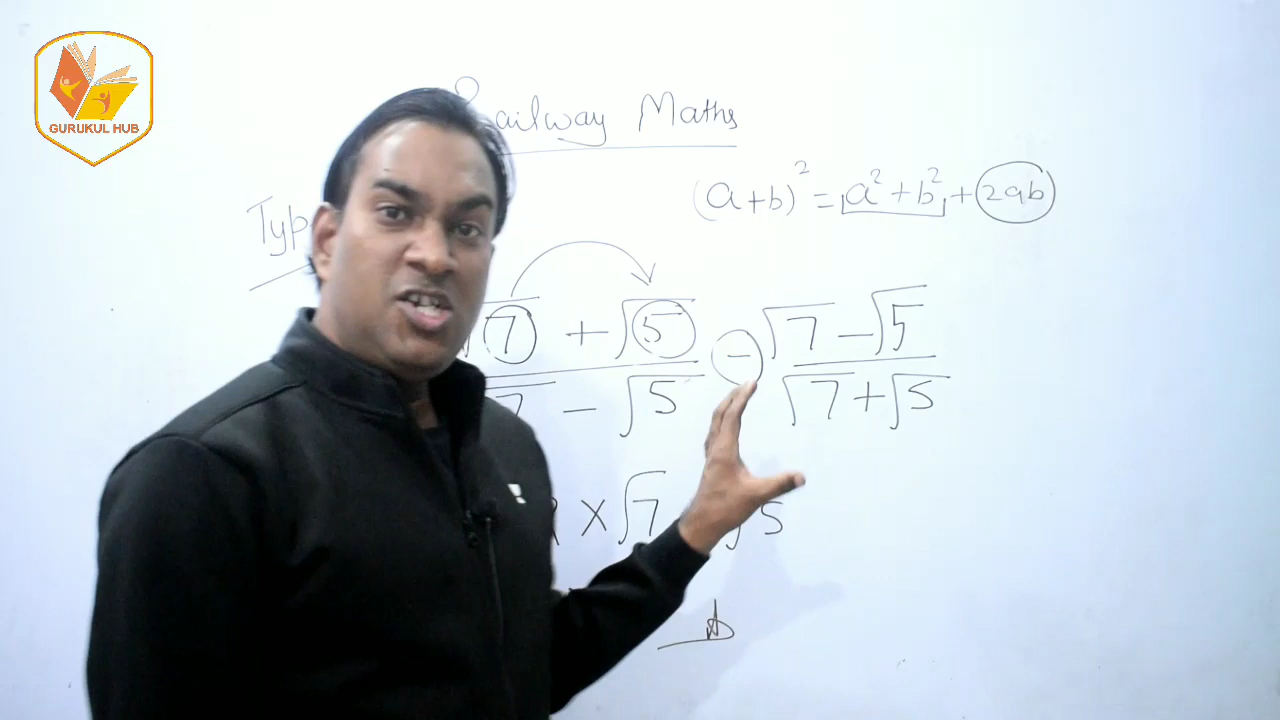 GURUKUL HUB
Railway Maths
(a+b)² = a² + b² + 2ab
Typ
√7 + √5 − √7 − √5
√7 − √5 √7 + √5
2 × √7 √5